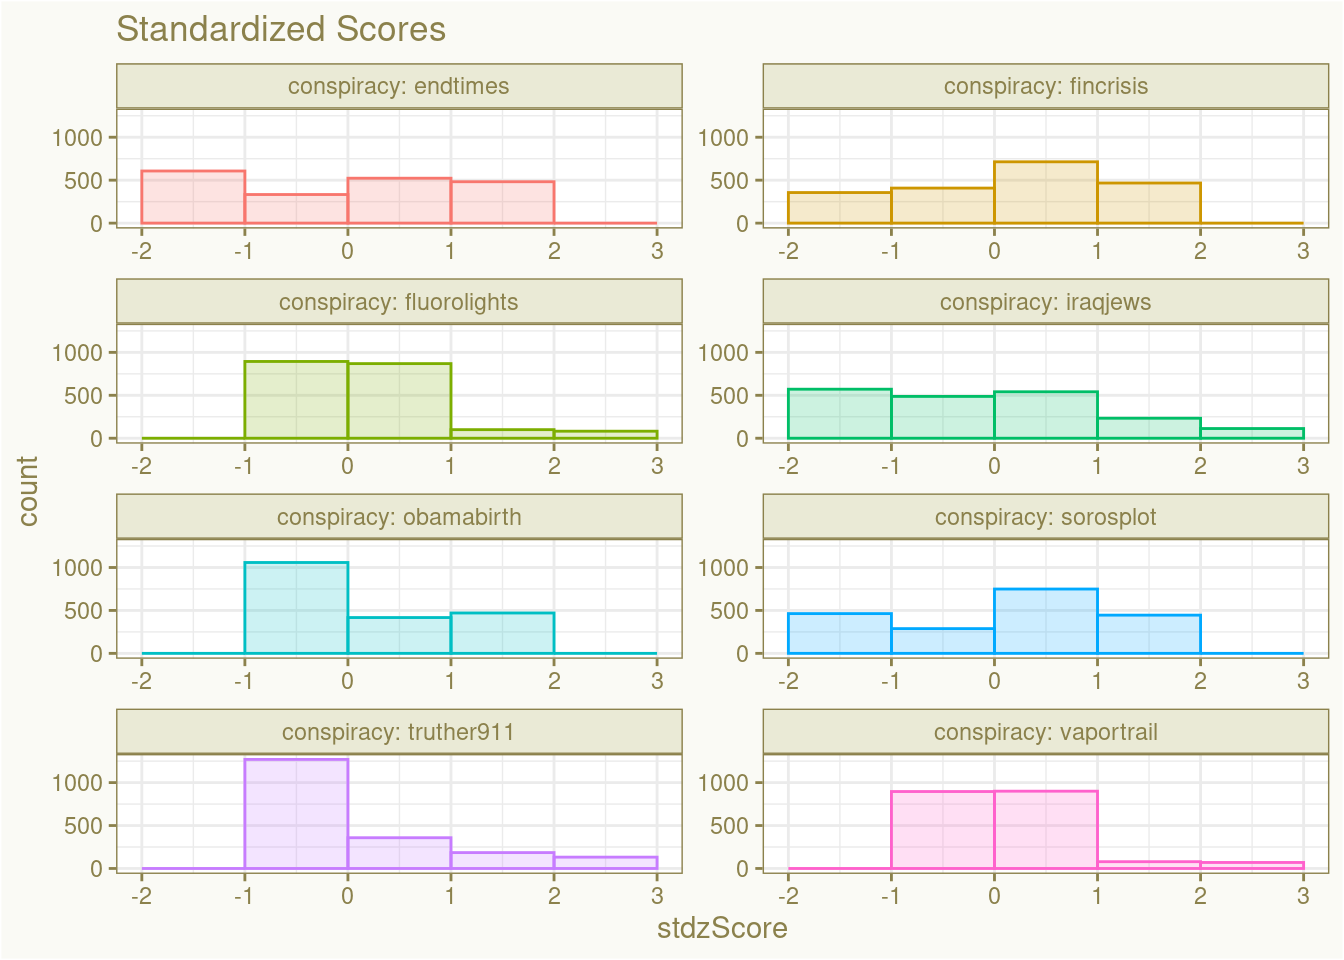 Standardized Scores
conspiracy: endtimes
conspiracy: fincrisis
1000
500
0
-2 -1 0 1 2 3
1000
500
0
-2 -1 0 1 2 3
conspiracy: fluorolights
conspiracy: iraqjews
1000
500
0
-2 -1 0 1 2 3
1000
500
0
-2 -1 0 1 2 3
count
conspiracy: obamabirth
conspiracy: sorosplot
1000
500
0
-2 -1 0 1 2 3
1000
500
0
-2 -1 0 1 2 3
conspiracy: truther911
conspiracy: vaportrail
1000
500
0
-2 -1 0 1 2 3
1000
500
0
-2 -1 0 1 2 3
stdzScore